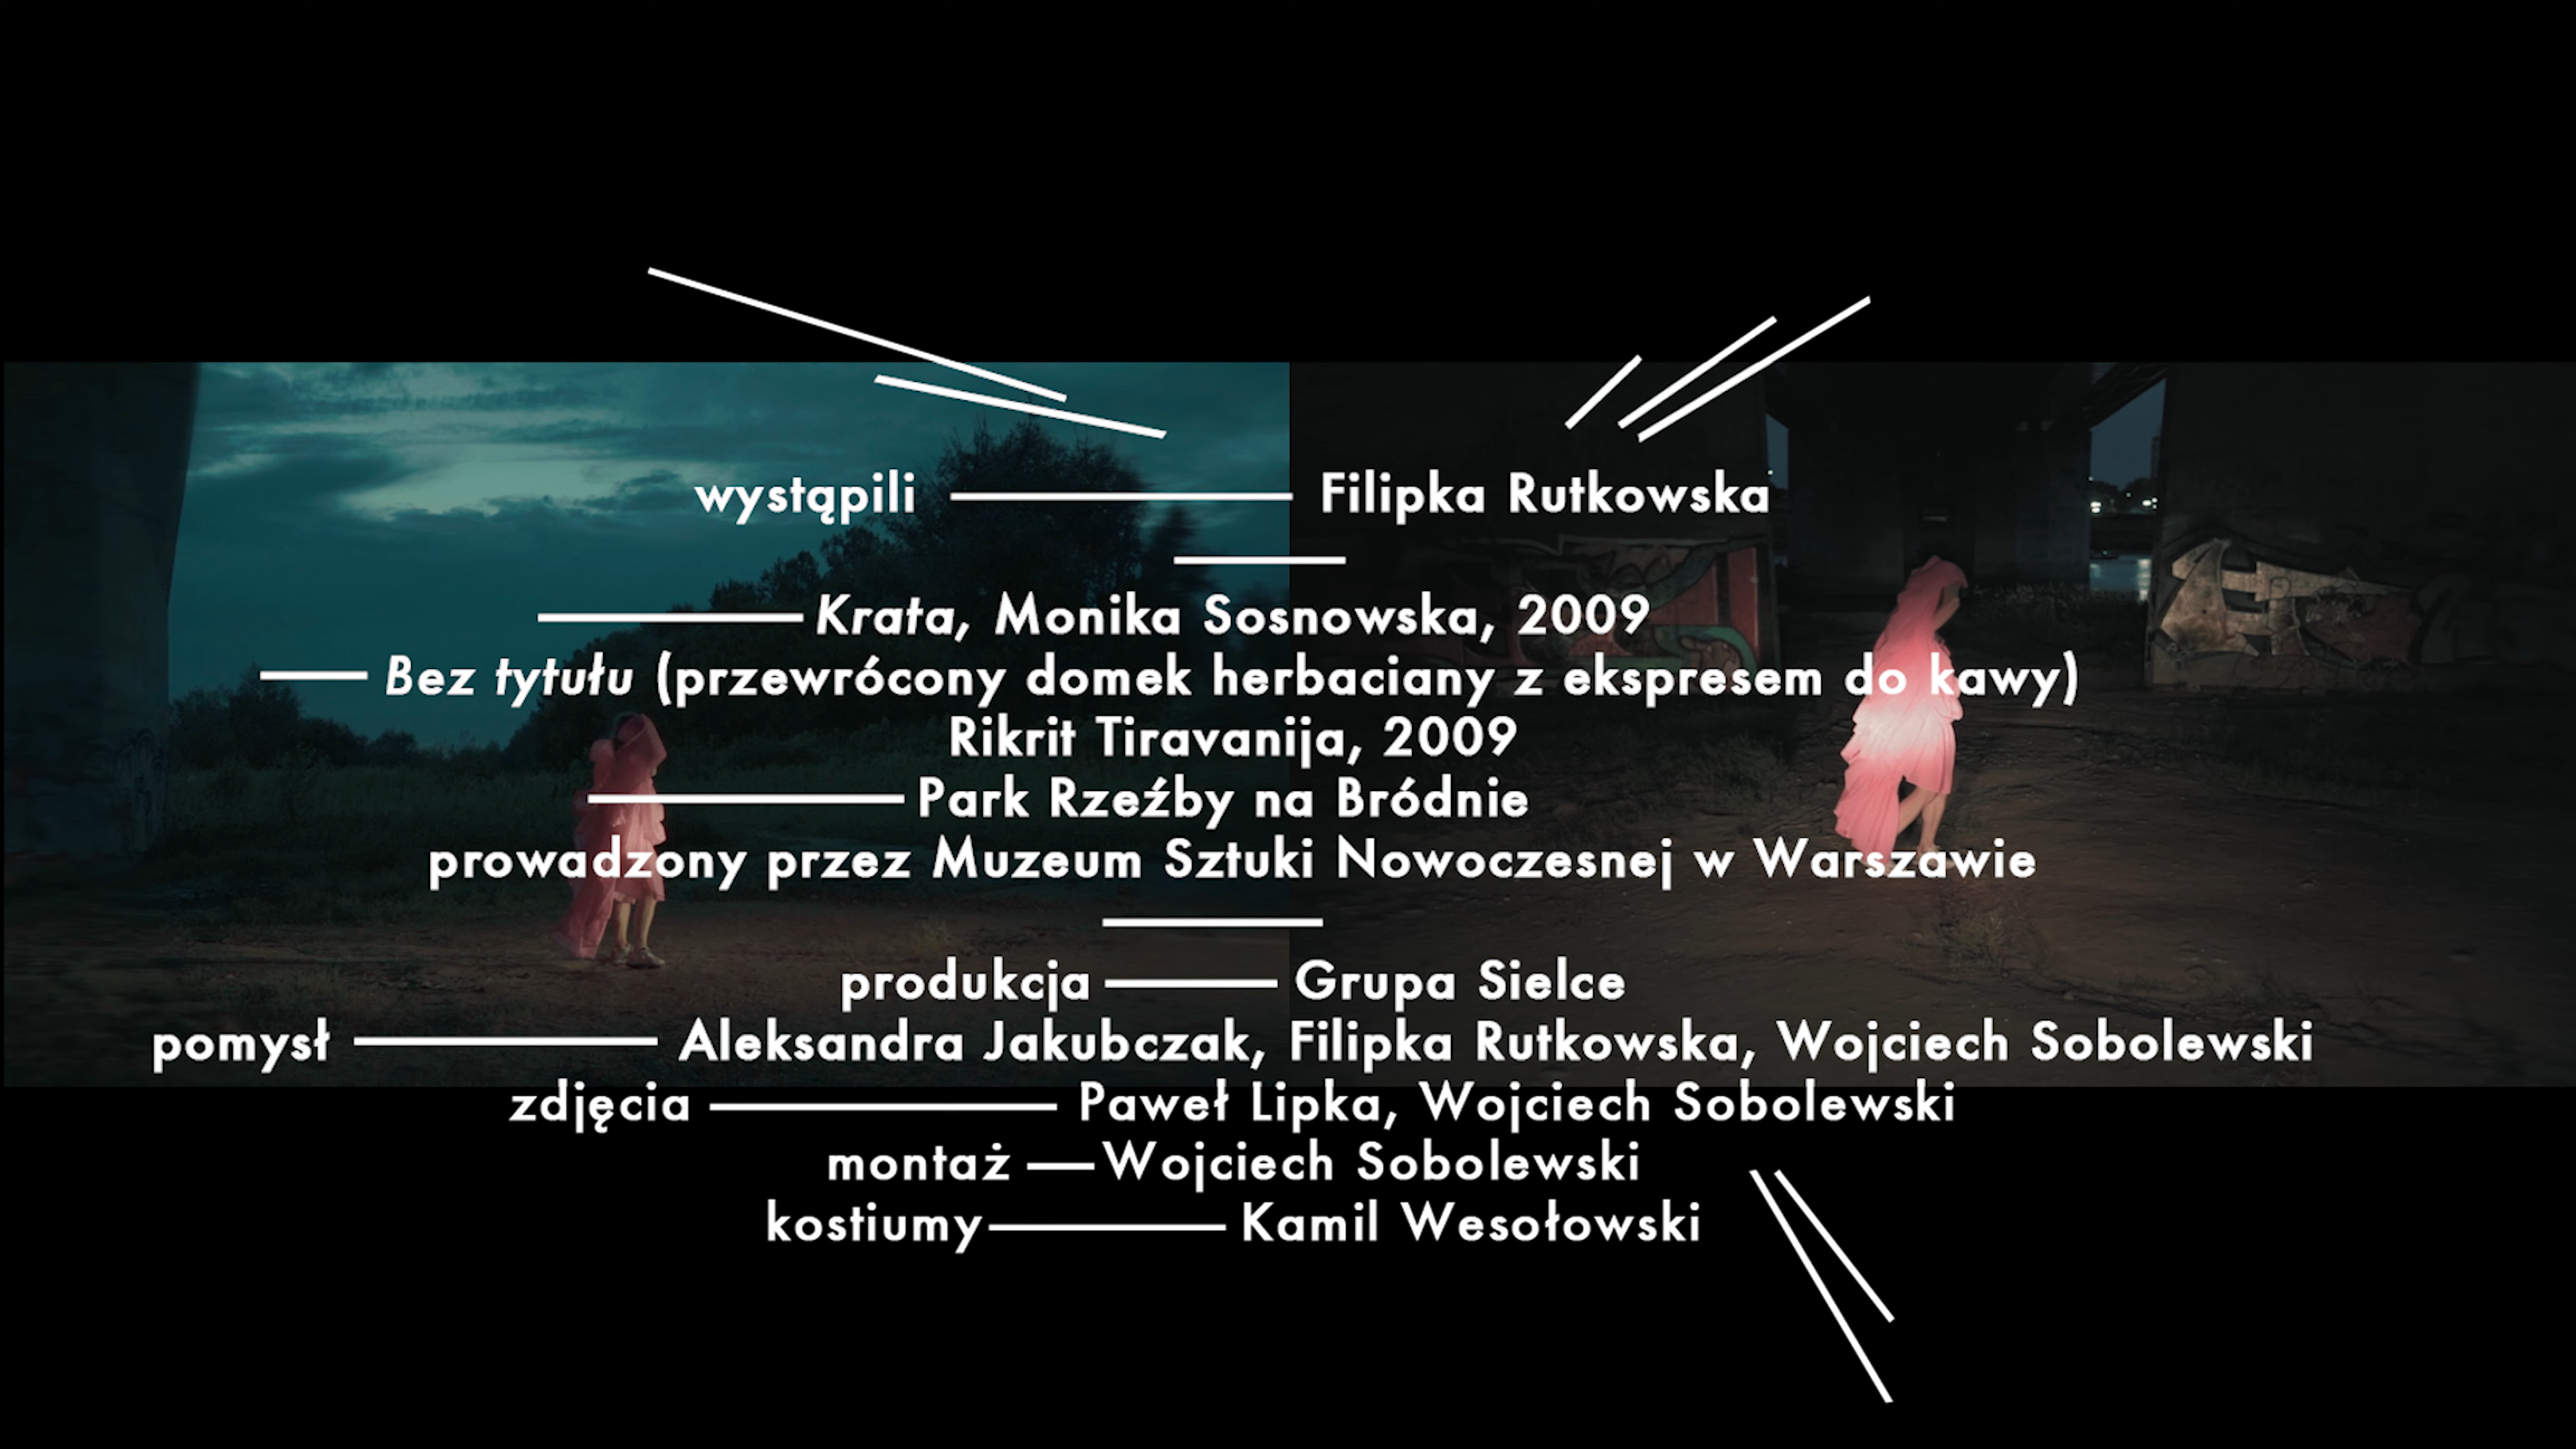 wystąpili Filipka Rutkowska
Krata, Monika Sosnowska, 2009
Bez tytułu (przewrócony domek herbaciany z ekspresem do kawy)
Rikrit Tiravanija, 2009
Park Rzeźby na Bródnie
prowadzony przez Muzeum Sztuki Nowoczesnej w Warszawie
produkcja Grupa Sielce
pomysł Aleksandra Jakubczak, Filipka Rutkowska, Wojciech Sobolewski
zdjęcia Paweł Lipka, Wojciech Sobolewski
montaż Wojciech Sobolewski
kostiumy Kamil Wesołowski